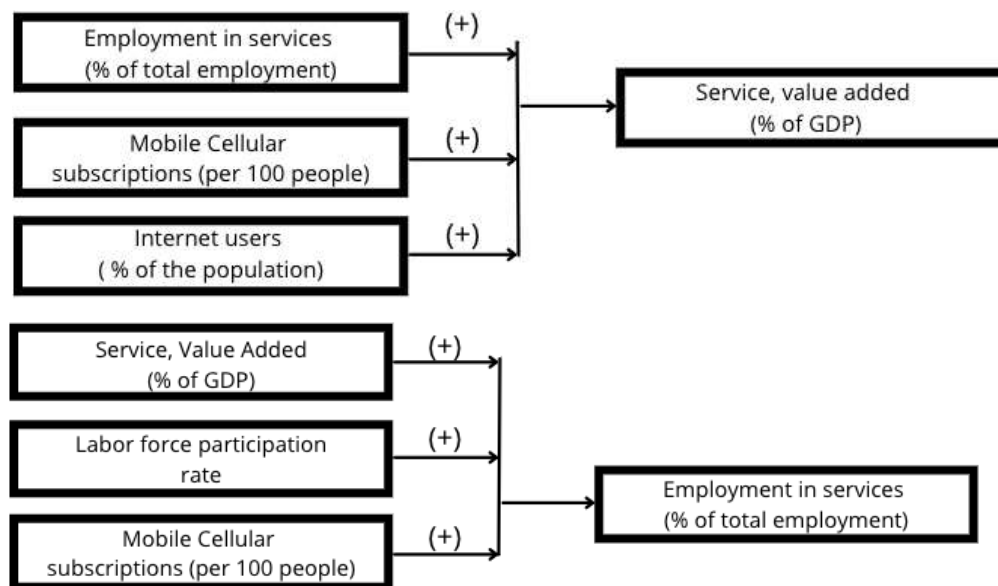 Employment in services
(% of total employment)
(+)
Mobile Cellular
subscriptions (per 100 people)
(+)
Internet users
( % of the population)
(+)
Service, value added
(% of GDP)
Service, Value Added
(% of GDP)
(+)
Labor force participation
rate
(+)
Mobile Cellular
subscriptions (per 100 people)
(+)
Employment in services
(% of total employment)